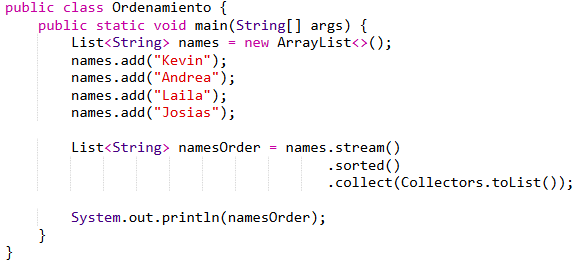 public class Ordenamiento {
    public static void main(String[] args) {
        List<String> names = new ArrayList<>();
        names.add("Kevin");
        names.add("Andrea");
        names.add("Laila");
        names.add("Josias");

        List<String> namesOrder = names.stream()
                                       .sorted()
                                       .collect(Collectors.toList());

        System.out.println(namesOrder);
    }
}